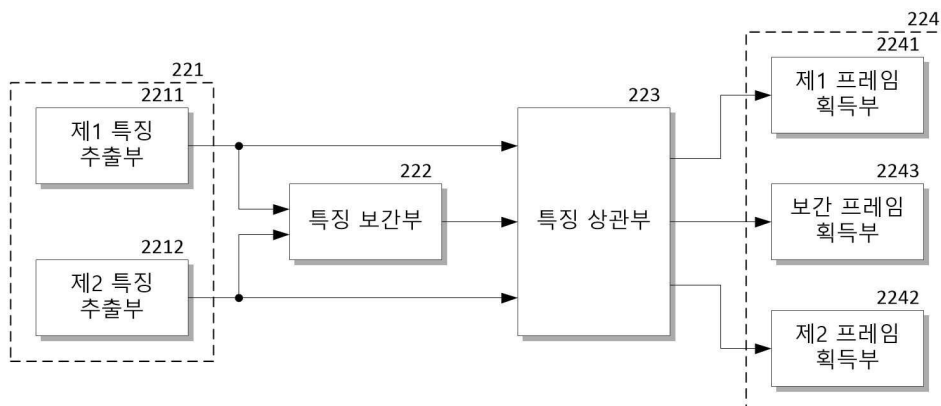 224
221
2241
2211
223
제1 프레임
획득부
제1 특징
추출부
222
2243
특징 보간부
특징 상관부
보간 프레임
획득부
2212
2242
제2 특징
추출부
제2 프레임
획득부